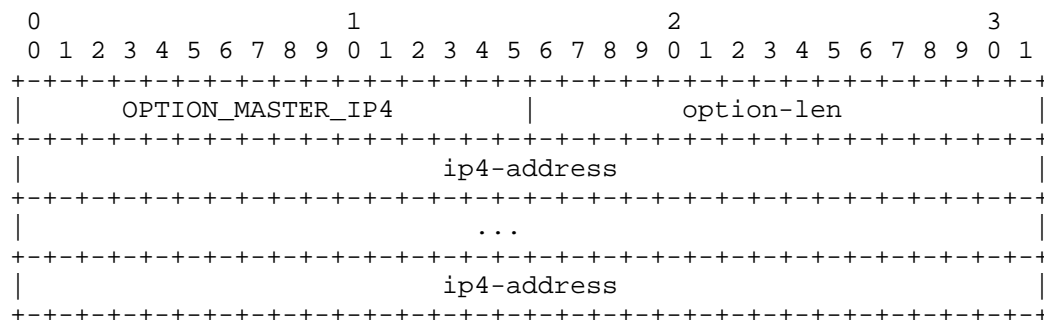 0                   1                   2                   3
 0 1 2 3 4 5 6 7 8 9 0 1 2 3 4 5 6 7 8 9 0 1 2 3 4 5 6 7 8 9 0 1
+-+-+-+-+-+-+-+-+-+-+-+-+-+-+-+-+-+-+-+-+-+-+-+-+-+-+-+-+-+-+-+-+
|      OPTION_MASTER_IP4        |         option-len            |
+-+-+-+-+-+-+-+-+-+-+-+-+-+-+-+-+-+-+-+-+-+-+-+-+-+-+-+-+-+-+-+-+
|                          ip4-address                          |
+-+-+-+-+-+-+-+-+-+-+-+-+-+-+-+-+-+-+-+-+-+-+-+-+-+-+-+-+-+-+-+-+
|                            ...                                |
+-+-+-+-+-+-+-+-+-+-+-+-+-+-+-+-+-+-+-+-+-+-+-+-+-+-+-+-+-+-+-+-+
|                          ip4-address                          |
+-+-+-+-+-+-+-+-+-+-+-+-+-+-+-+-+-+-+-+-+-+-+-+-+-+-+-+-+-+-+-+-+